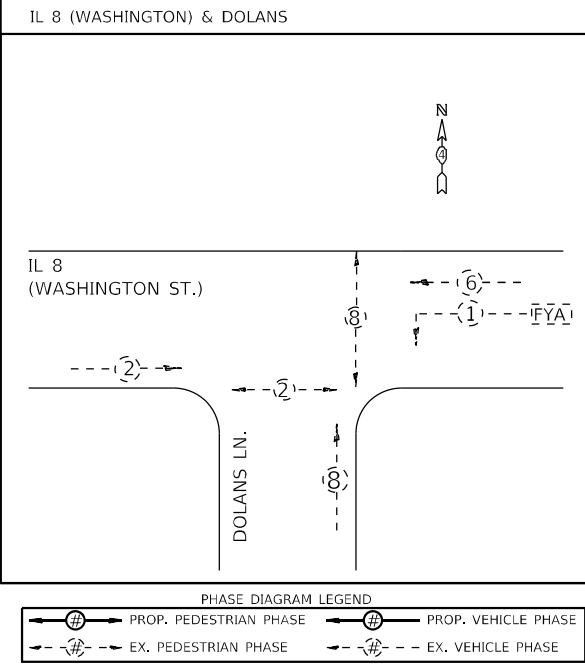 IL 8 (WASHINGTON) & DOLANS
N
4
IL 8
(WASHINGTON ST.)
6
8
1
FYA
2
2
DOLANS LN.
8
PHASE DIAGRAM LEGEND
# PROP. PEDESTRIAN PHASE
# PROP. VEHICLE PHASE
# EX. PEDESTRIAN PHASE
# EX. VEHICLE PHASE